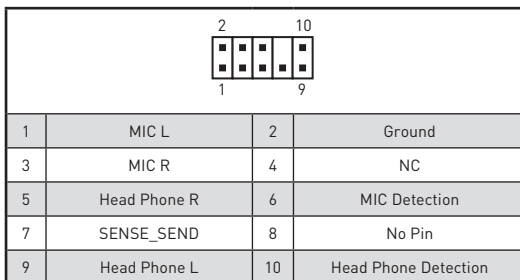 2 10
1 9
1 MIC L 2 Ground
3 MIC R 4 NC
5 Head Phone R 6 MIC Detection
7 SENSE_SEND 8 No Pin
9 Head Phone L 10 Head Phone Detection